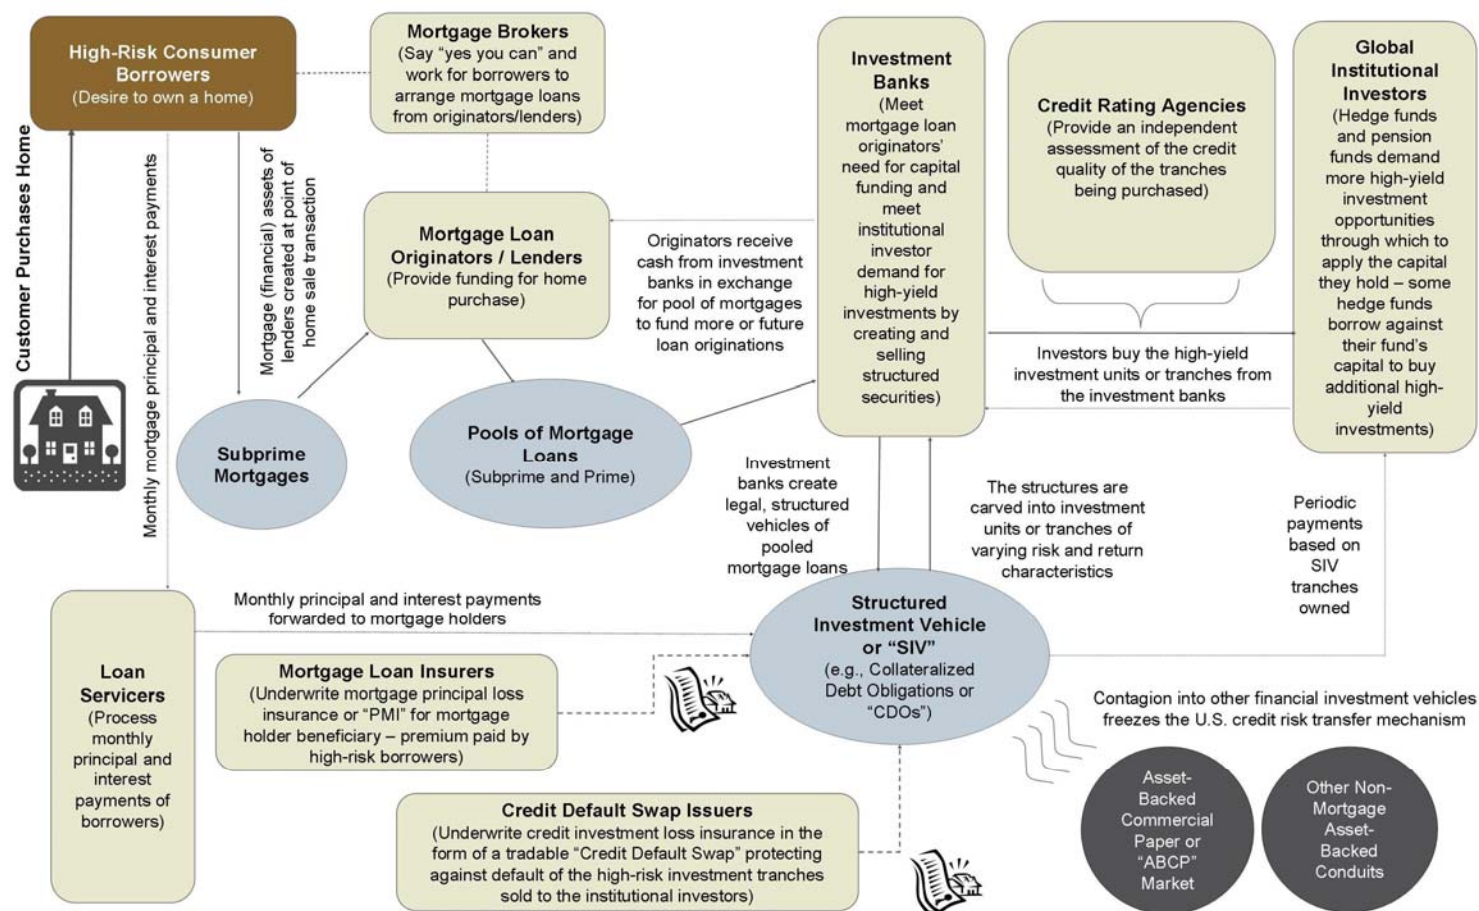 High-Risk Consumer
Borrowers
(Desire to own a home)
Mortgage Brokers
(Say “yes you can” and
work for borrowers to
arrange mortgage loans
from originators/lenders)
Investment
Banks
(Meet
mortgage loan
originators’
need for capital
funding and
meet
institutional
investor
demand for
high-yield
investments by
creating and
selling
structured
securities)
Credit Rating Agencies
(Provide an independent
assessment of the credit
quality of the tranches
being purchased)
Global
Institutional
Investors
(Hedge funds
and pension
funds demand
more high-yield
investment
opportunities
through which to
apply the capital
they hold – some
hedge funds
borrow against
their fund’s
capital to buy
additional high-
yield
investments)
Customer Purchases Home
Monthly mortgage principal and interest payments
Mortgage (financial) assets of
lenders created at point of
home sale transaction
Mortgage Loan
Originators / Lenders
(Provide funding for home
purchase)
Originators receive
cash from investment
banks in exchange
for pool of mortgages
to fund more or future
loan originations
Investors buy the high-yield
investment units or tranches from
the investment banks
Subprime
Mortgages
Pools of Mortgage
Loans
(Subprime and Prime)
Investment
banks create
legal, structured
vehicles of
pooled
mortgage loans
The structures are
carved into investment
units or tranches of
varying risk and return
characteristics
Periodic
payments
based on
SIV
tranches
owned
Monthly principal and interest payments
forwarded to mortgage holders
Structured
Investment Vehicle
or “SIV”
(e.g., Collateralized
Debt Obligations or
“CDOs”)
Loan
Servicers
(Process
monthly
principal and
interest
payments of
borrowers)
Mortgage Loan Insurers
(Underwrite mortgage principal loss
insurance or “PMI” for mortgage
holder beneficiary – premium paid by
high-risk borrowers)
Contagion into other financial investment vehicles
freezes the U.S. credit risk transfer mechanism
Credit Default Swap Issuers
(Underwrite credit investment loss insurance in the
form of a tradable “Credit Default Swap” protecting
against default of the high-risk investment tranches
sold to the institutional investors)
Asset-
Backed
Commercial
Paper or
“ABCP”
Market
Other Non-
Mortgage
Asset-
Backed
Conduits